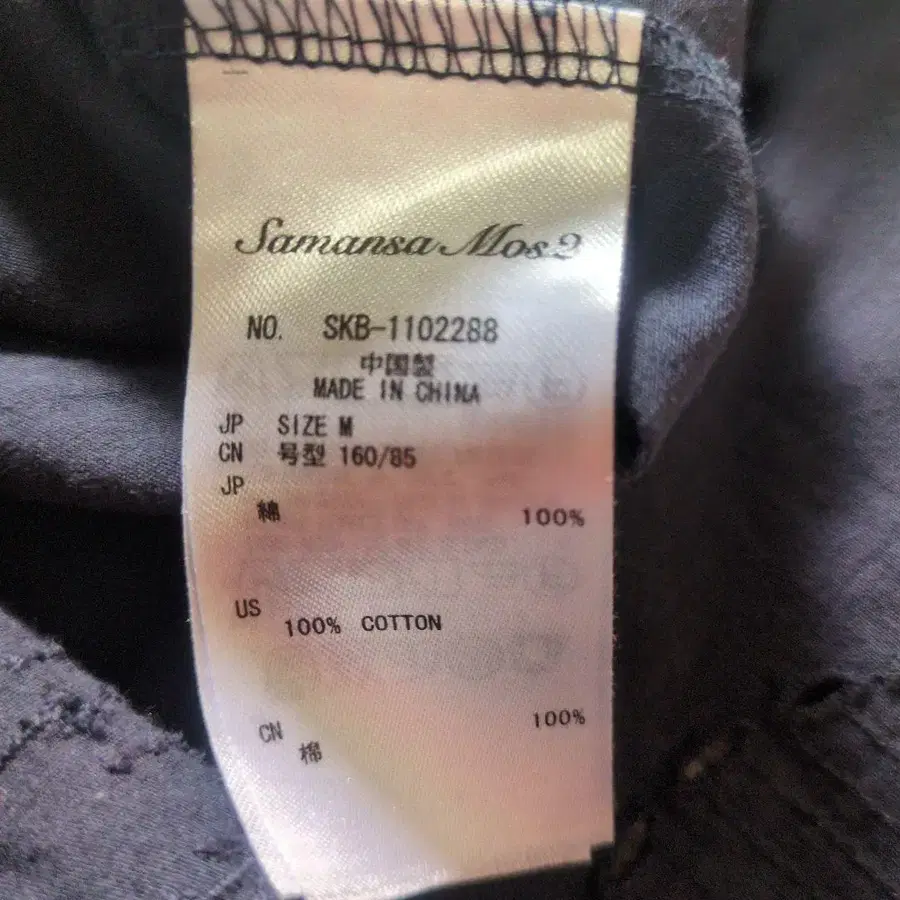 Samansa Mos2
NO. SKB-1102288
中国製
MADE IN CHINA
JP SIZE M
CN 号型 160/85
JP
綿 100%
US
100% COTTON
CN
棉 100%